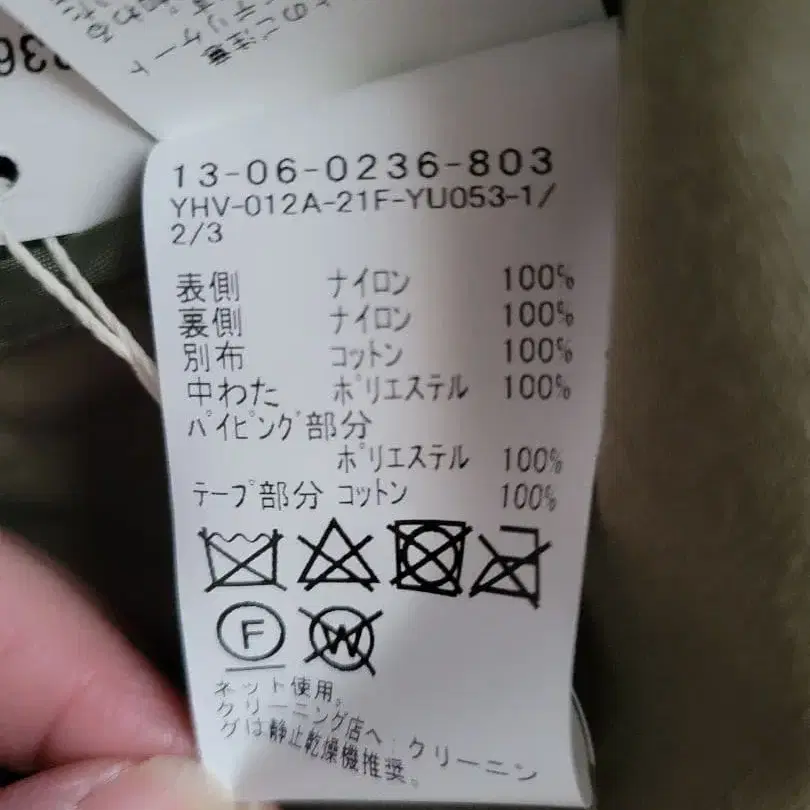 のご注意
13-06-0236-803
YHV-012A-21F-YU053-1/
2/3
表側 ナイロン 100%
裏側 ナイロン 100%
別布 コットン 100%
中わた ポリエステル 100%
パイピング部分
ポリエステル 100%
テープ部分 コットン 100%
F W
ネット使用。
クリーニング店へ:クリーニン
グは静止乾燥機推奨。